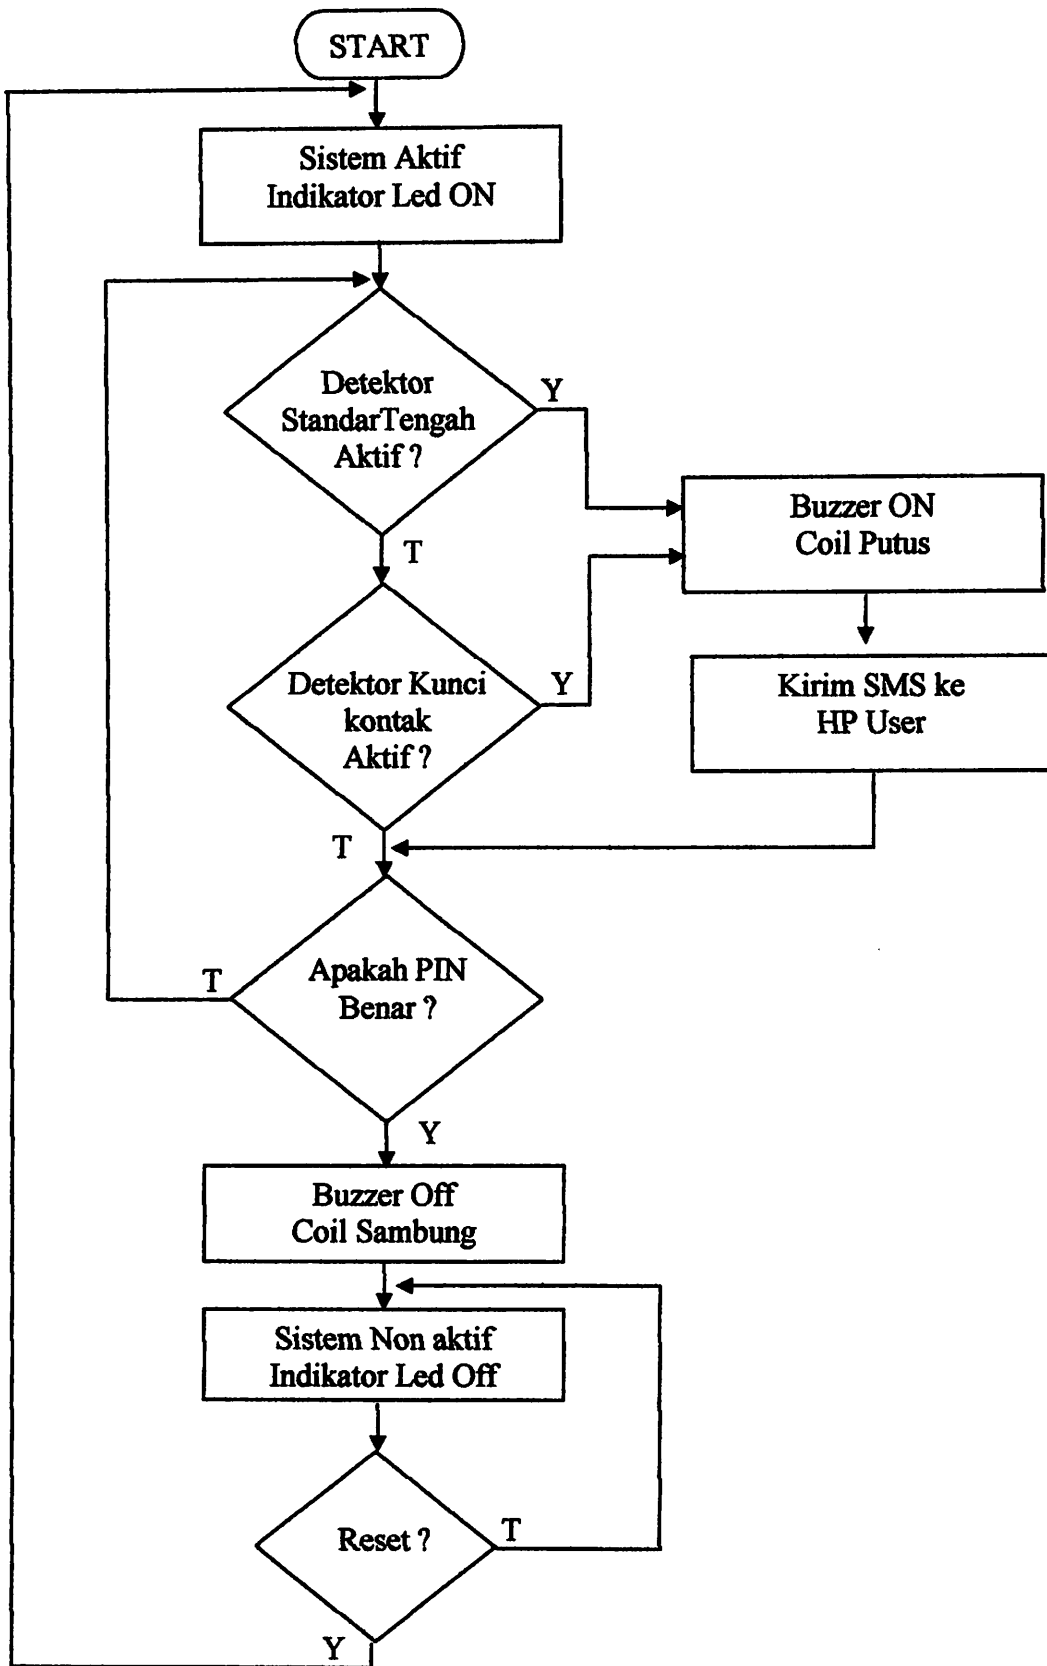 START
Sistem Aktif
Indikator Led ON
Detektor
StandarTengah
Aktif ?
Y
T
Buzzer ON
Coil Putus
Detektor Kunci
kontak
Aktif ?
Y
T
Kirim SMS ke
HP User
Apakah PIN
Benar ?
T
Y
Buzzer Off
Coil Sambung
Sistem Non aktif
Indikator Led Off
Reset ?
T
Y